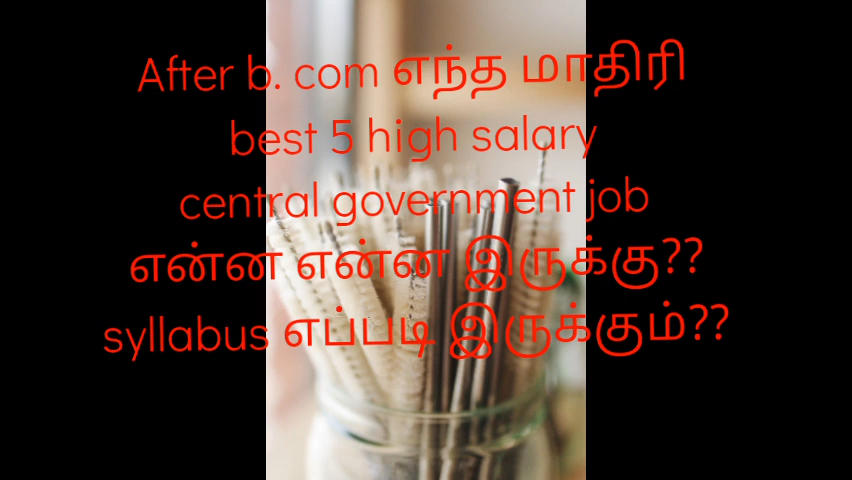 After b. com எந்த மாதிரி
best 5 high salary
central government job
என்ன என்ன இருக்கு??
syllabus எப்படி இருக்கும்??